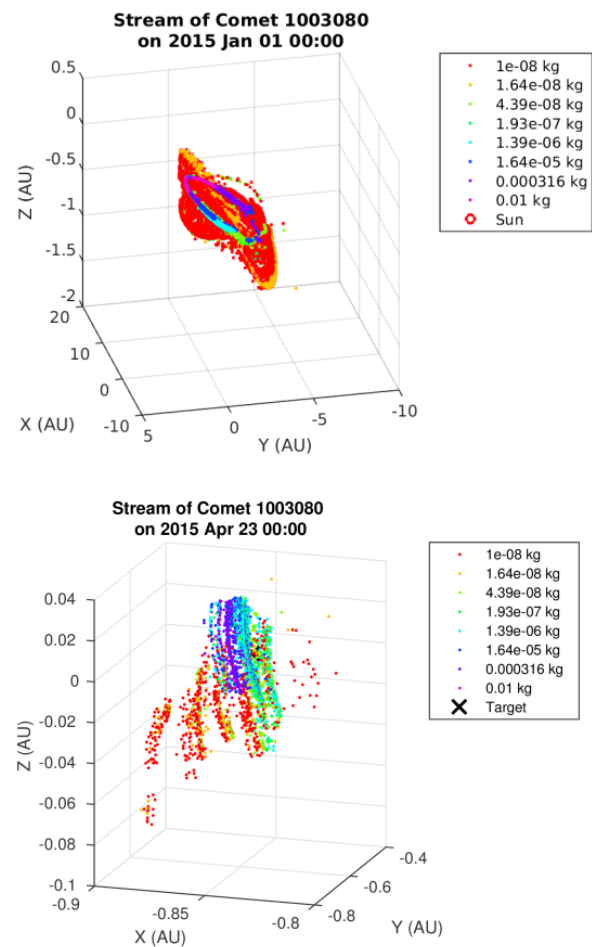 Stream of Comet 1003080
on 2015 Jan 01 00:00
0.5
0
-0.5
-1
-1.5
-2
Z (AU)
20
10
0
-10
X (AU)
5
0
-5
-10
Y (AU)
1e-08 kg
1.64e-08 kg
4.39e-08 kg
1.93e-07 kg
1.39e-06 kg
1.64e-05 kg
0.000316 kg
0.01 kg
Sun
Stream of Comet 1003080
on 2015 Apr 23 00:00
0.04
0.02
0
-0.02
-0.04
-0.06
-0.08
-0.1
Z (AU)
-0.9
-0.85
-0.8
X (AU)
-0.8
-0.6
-0.4
Y (AU)
1e-08 kg
1.64e-08 kg
4.39e-08 kg
1.93e-07 kg
1.39e-06 kg
1.64e-05 kg
0.000316 kg
0.01 kg
Target